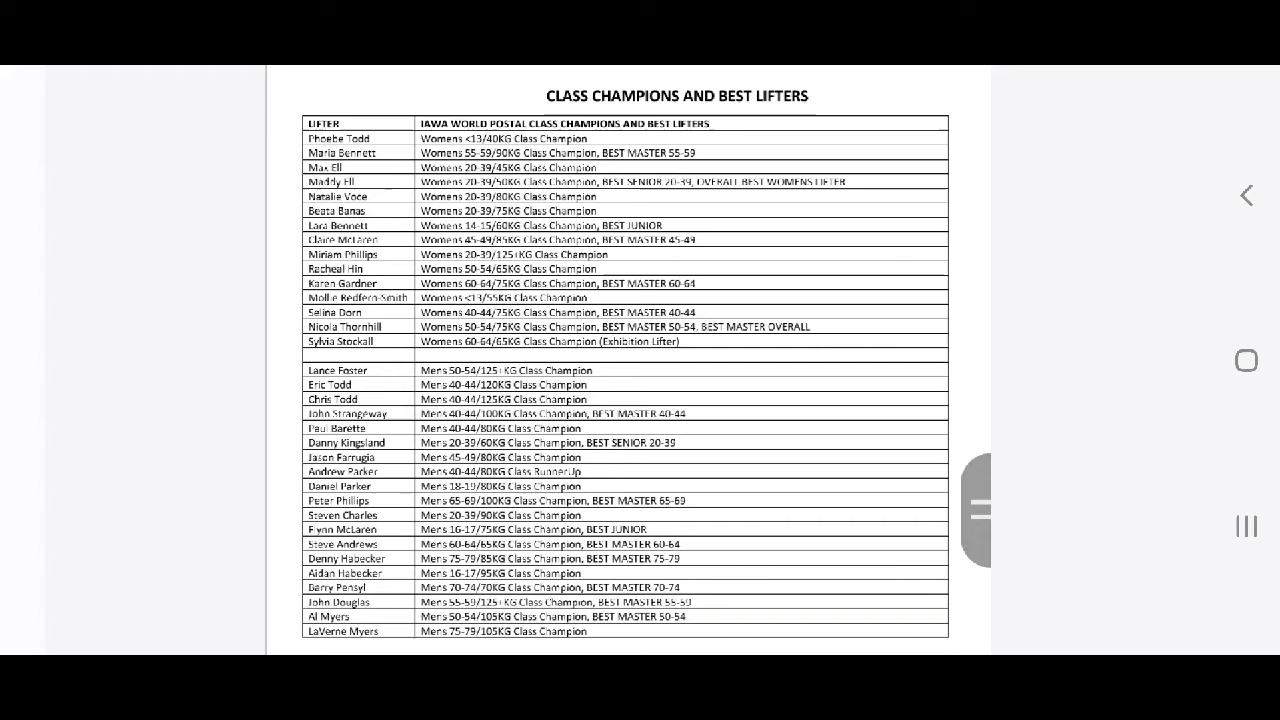 CLASS CHAMPIONS AND BEST LIFTERS
LIFTER IAWA WORLD POSTAL CLASS CHAMPIONS AND BEST LIFTERS
Phoebe Todd Womens <13/40KG Class Champion
Maria Bennett Womens 55-59/90KG Class Champion, BEST MASTER 55-59
Max Ell Womens 20-39/45KG Class Champion
Maddy Ell Womens 20-39/50KG Class Champion, BEST SENIOR 20-39, OVERALL BEST WOMENS LIFTER
Natalie Voce Womens 20-39/80KG Class Champion
Beata Banas Womens 20-39/75KG Class Champion
Lara Bennett Womens 14-15/60KG Class Champion, BEST JUNIOR
Claire McLaren Womens 45-49/85KG Class Champion, BEST MASTER 45-49
Miriam Phillips Womens 20-39/125+KG Class Champion
Racheal Hin Womens 50-54/65KG Class Champion
Karen Gardner Womens 60-64/75KG Class Champion, BEST MASTER 60-64
Mollie Redfern-Smith Womens <13/55KG Class Champion
Selina Dorn Womens 40-44/75KG Class Champion, BEST MASTER 40-44
Nicola Thornhill Womens 50-54/75KG Class Champion, BEST MASTER 50-54, BEST MASTER OVERALL
Sylvia Stockall Womens 60-64/65KG Class Champion (Exhibition Lifter)
Lance Foster Mens 50-54/125+KG Class Champion
Eric Todd Mens 40-44/120KG Class Champion
Chris Todd Mens 40-44/125KG Class Champion
John Strangeway Mens 40-44/100KG Class Champion, BEST MASTER 40-44
Paul Barette Mens 40-44/80KG Class Champion
Danny Kingsland Mens 20-39/60KG Class Champion, BEST SENIOR 20-39
Jason Farrugia Mens 45-49/80KG Class Champion
Andrew Parker Mens 40-44/80KG Class RunnerUp
Daniel Parker Mens 18-19/80KG Class Champion
Peter Phillips Mens 65-69/100KG Class Champion, BEST MASTER 65-69
Steven Charles Mens 20-39/90KG Class Champion
Flynn McLaren Mens 16-17/75KG Class Champion, BEST JUNIOR
Steve Andrews Mens 60-64/65KG Class Champion, BEST MASTER 60-64
Denny Habecker Mens 75-79/85KG Class Champion, BEST MASTER 75-79
Aidan Habecker Mens 16-17/95KG Class Champion
Barry Pensyl Mens 70-74/70KG Class Champion, BEST MASTER 70-74
John Douglas Mens 55-59/125+KG Class Champion, BEST MASTER 55-59
Al Myers Mens 50-54/105KG Class Champion, BEST MASTER 50-54
LaVerne Myers Mens 75-79/105KG Class Champion